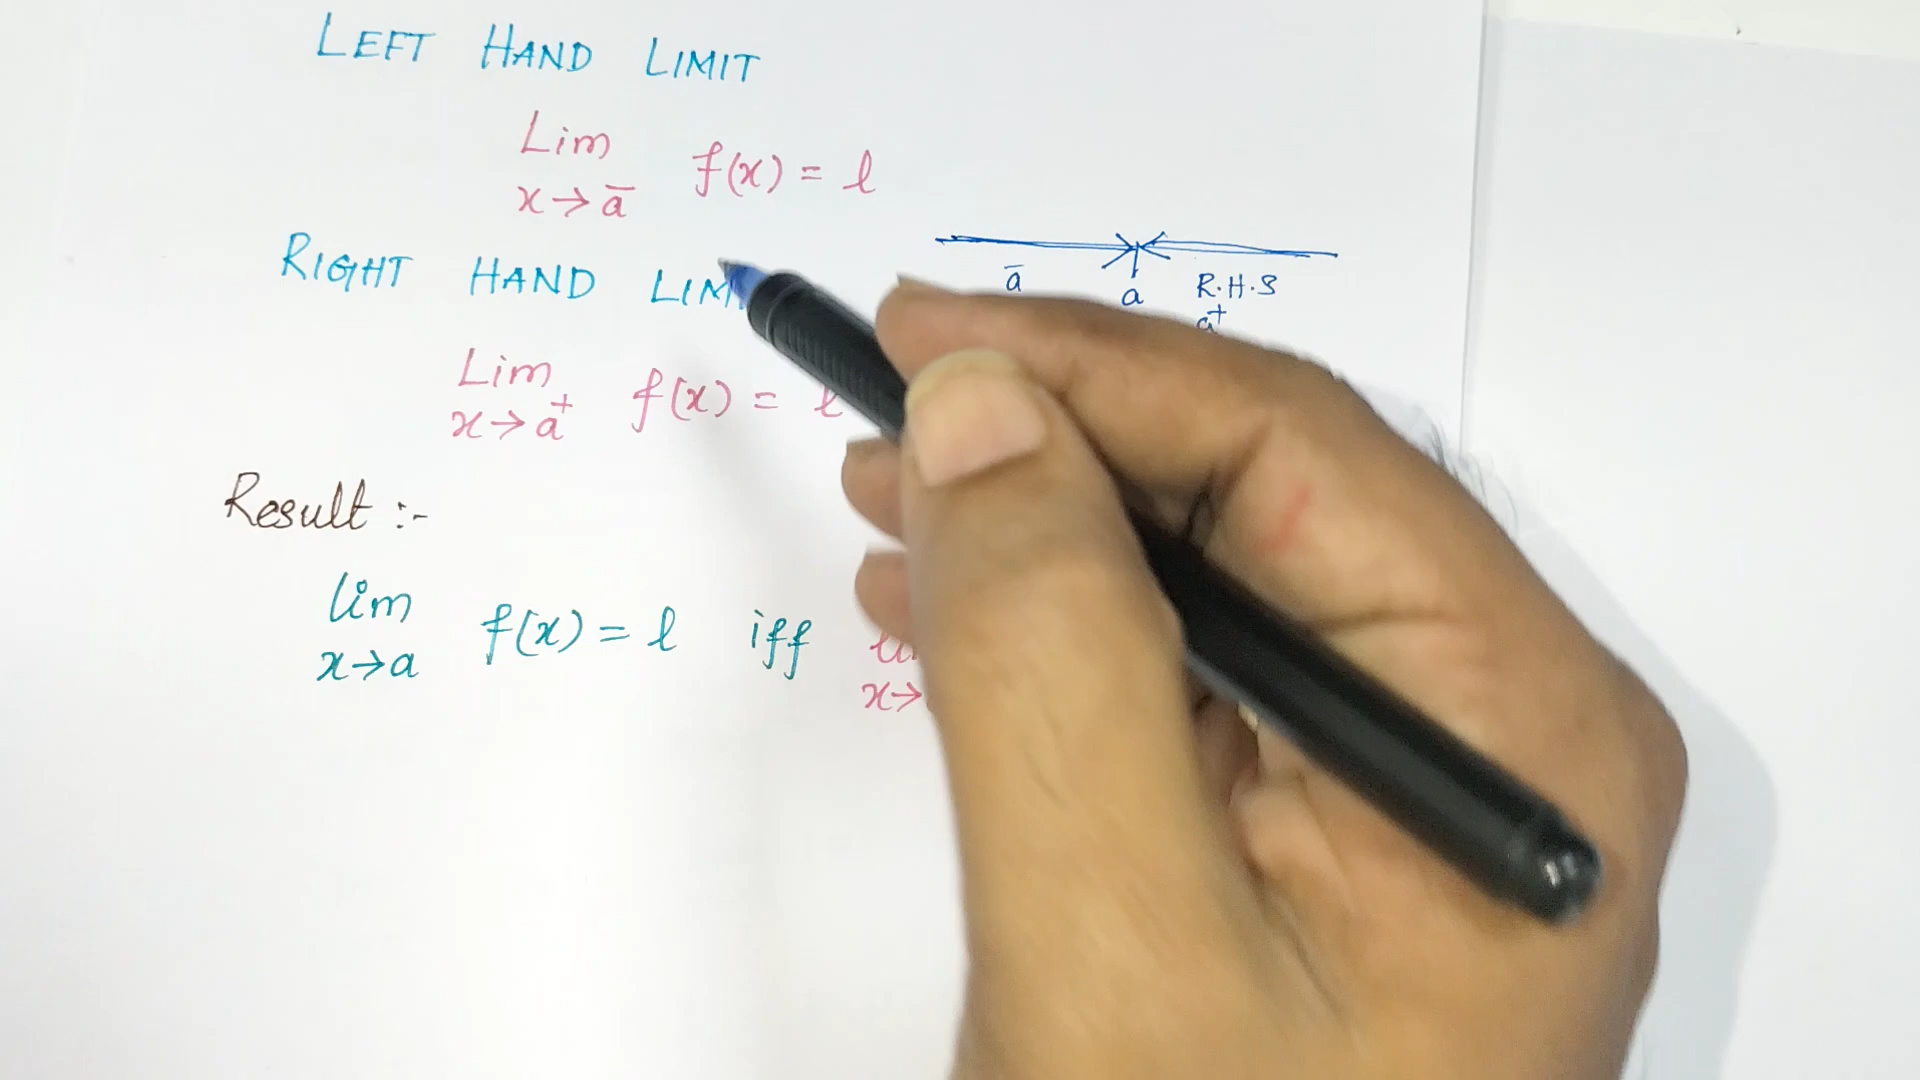 LEFT HAND LIMIT
Lim f(x) = l
x→a̅
RIGHT HAND
a̅ a R.H.S
a⁺
Lim f(x) = l
x→a⁺
Result :-
lim f(x) = l iff
x→a
x→